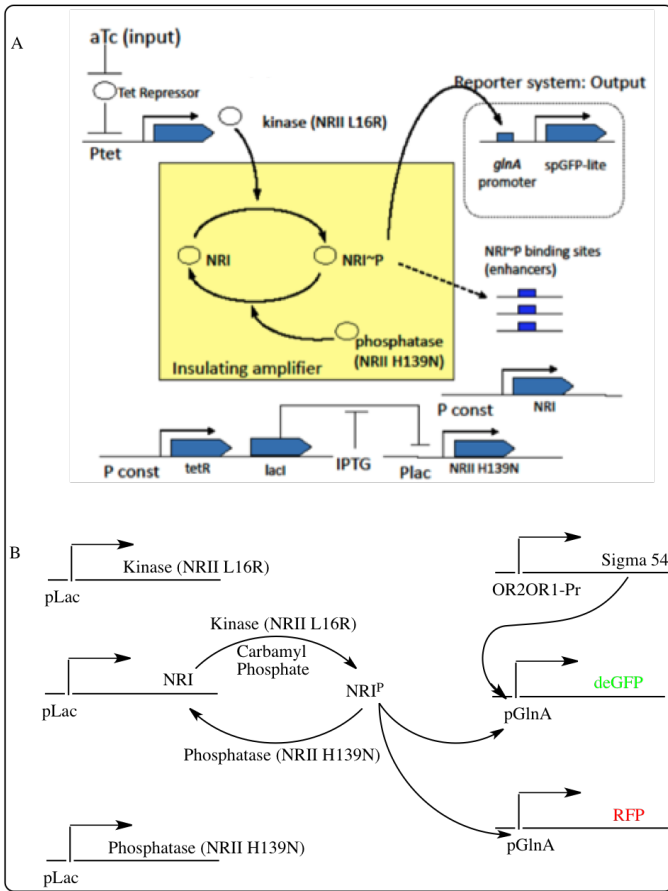 A
aTc (input)
Tet Repressor
Ptet
kinase (NRII L16R)
Reporter system: Output
glnA
promoter
spGFP-lite
NRI
NRI~P
NRI~P binding sites
(enhancers)
phosphatase
(NRII H139N)
Insulating amplifier
P const
NRI
P const
tetR
lacI
IPTG
Plac
NRII H139N
B
Kinase (NRII L16R)
pLac
Sigma 54
OR2OR1-Pr
Kinase (NRII L16R)
Carbamyl
Phosphate
NRI
pLac
NRIP
deGFP
pGlnA
Phosphatase (NRII H139N)
RFP
pGlnA
Phosphatase (NRII H139N)
pLac